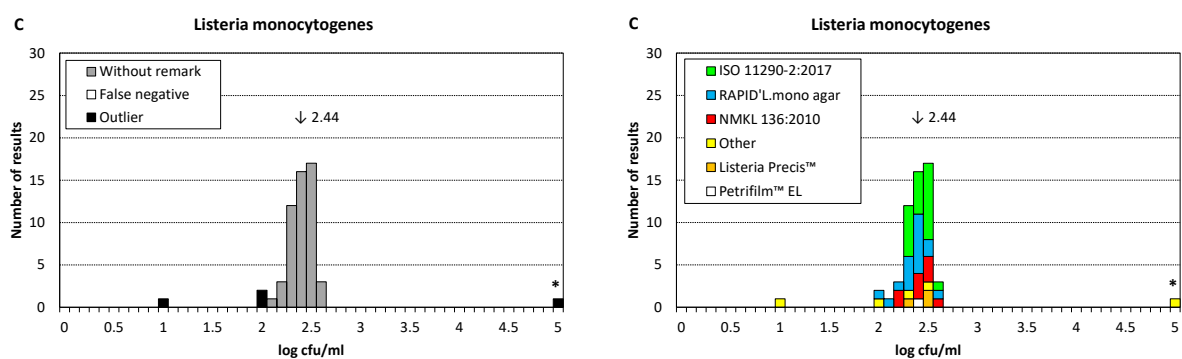 C
Listeria monocytogenes
Number of results
30
25
20
15
10
5
0
Without remark
False negative
Outlier
↓ 2.44
*
0 0.5 1 1.5 2 2.5 3 3.5 4 4.5 5
log cfu/ml
C
Listeria monocytogenes
Number of results
30
25
20
15
10
5
0
ISO 11290-2:2017
RAPID'L.mono agar
NMKL 136:2010
Other
Listeria Precis™
Petrifilm™ EL
↓ 2.44
*
0 0.5 1 1.5 2 2.5 3 3.5 4 4.5 5
log cfu/ml